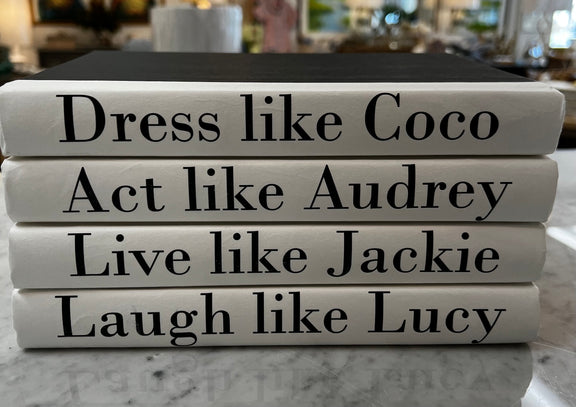 Dress like Coco
Act like Audrey
Live like Jackie
Laugh like Lucy